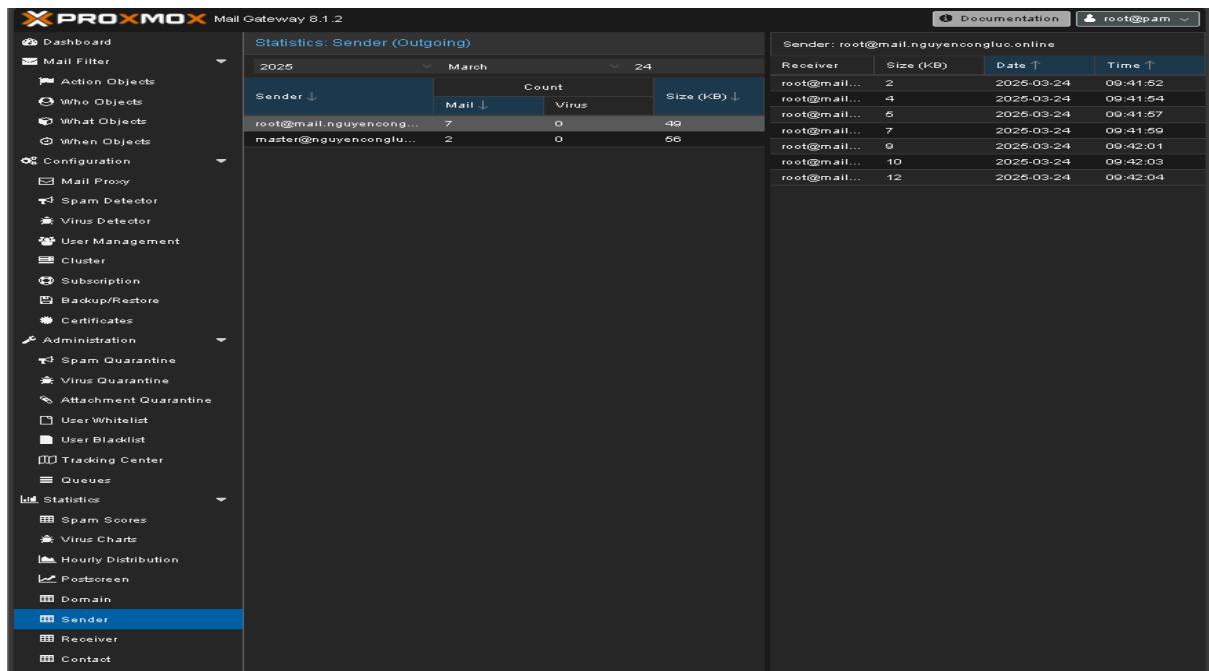 PROXMOX Mail Gateway 8.1.2
Documentation
root@pam
Dashboard
Mail Filter
Action Objects
Who Objects
What Objects
When Objects
Configuration
Mail Proxy
Spam Detector
Virus Detector
User Management
Cluster
Subscription
Backup/Restore
Certificates
Administration
Spam Quarantine
Virus Quarantine
Attachment Quarantine
User Whitelist
User Blacklist
Tracking Center
Queues
Statistics
Spam Scores
Virus Charts
Hourly Distribution
Postscreen
Domain
Sender
Receiver
Contact
Statistics: Sender (Outgoing)
2025 March 24
Count
Sender ↓ Size (KB) ↓
Mail ↓ Virus
root@mail.nguyencong... 7 0 49
master@nguyenconglu... 2 0 56
Sender: root@mail.nguyencongluc.online
Receiver Size (KB) Date ↑ Time ↑
root@mail... 2 2025-03-24 09:41:52
root@mail... 4 2025-03-24 09:41:54
root@mail... 5 2025-03-24 09:41:57
root@mail... 7 2025-03-24 09:41:59
root@mail... 9 2025-03-24 09:42:01
root@mail... 10 2025-03-24 09:42:03
root@mail... 12 2025-03-24 09:42:04